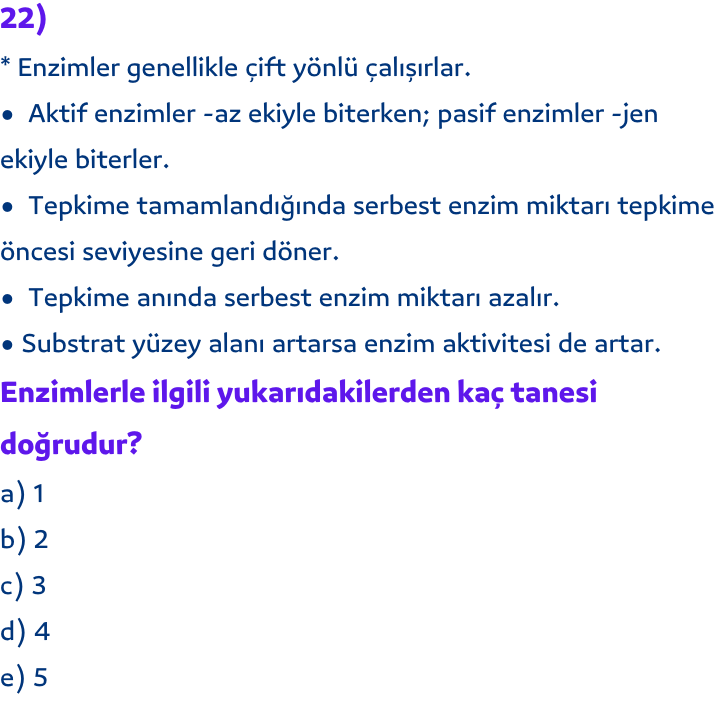 22)
* Enzimler genellikle çift yönlü çalışırlar.
● Aktif enzimler -az ekiyle biterken; pasif enzimler -jen
ekiyle biterler.
● Tepkime tamamlandığında serbest enzim miktarı tepkime
öncesi seviyesine geri döner.
● Tepkime anında serbest enzim miktarı azalır.
● Substrat yüzey alanı artarsa enzim aktivitesi de artar.
Enzimlerle ilgili yukarıdakilerden kaç tanesi
doğrudur?
a) 1
b) 2
c) 3
d) 4
e) 5